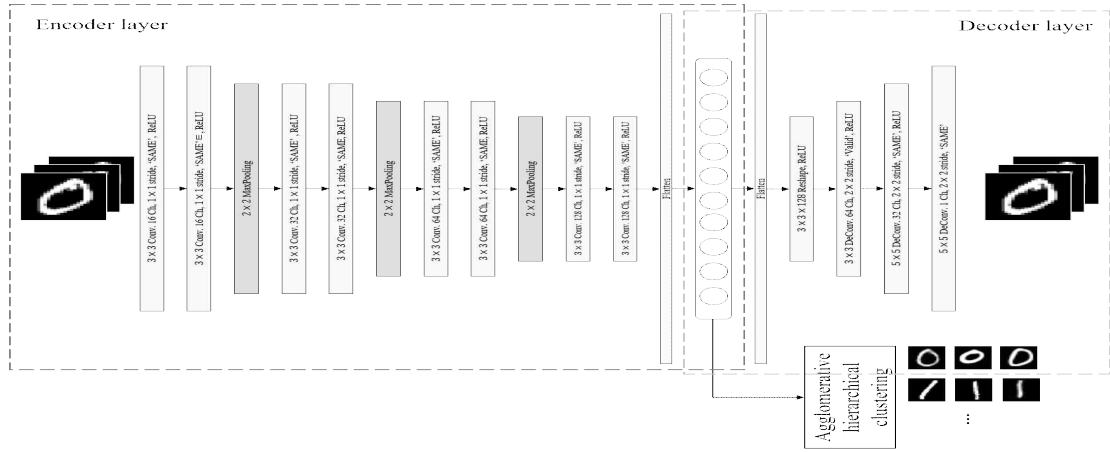 Encoder layer
Decoder layer
3 x 3 Conv. 16 Ch, 1 x 1 stride, 'SAME', ReLU
3 x 3 Conv. 16 Ch, 1 x 1 stride, 'SAME'≡ ,ReLU
2 x 2 MaxPooling
3 x 3 Conv. 32 Ch, 1 x 1 stride, 'SAME', ReLU
3 x 3 Conv. 32 Ch, 1 x 1 stride, 'SAME, ReLU
2 x 2 MaxPooling
3 x 3 Conv. 64 Ch, 1 x 1 stride, 'SAME', ReLU
3 x 3 Conv. 64 Ch, 1 x 1 stride, 'SAME, ReLU
2 x 2 MaxPooling
3 x 3 Conv. 128 Ch, 1 x 1 stride, 'SAME', ReLU
3 x 3 Conv. 128 Ch, 1 x 1 stride, 'SAME', ReLU
Flatten
Flatten
3 x 3 x 128 Reshape, ReLU
3 x 3 DeConv. 64 Ch, 2 x 2 stride, 'Valid', ReLU
5 x 5 DeConv. 32 Ch, 2 x 2 stride, 'SAME', ReLU
5 x 5 DeConv. 1 Ch, 2 x 2 stride, 'SAME'
Agglomerative
hierarchical
clustering
...